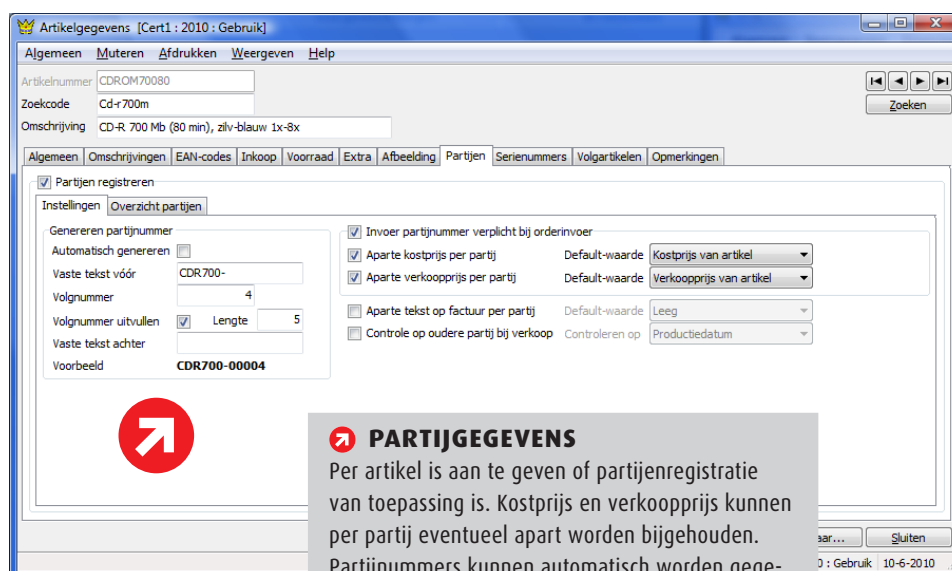 Artikelgegevens [Cert1 : 2010 : Gebruik]
Algemeen Muteren Afdrukken Weergeven Help
Artikelnummer CDROM70080
Zoekcode Cd-r700m Zoeken
Omschrijving CD-R 700 Mb (80 min), zilv-blauw 1x-8x
Algemeen Omschrijvingen EAN-codes Inkoop Voorraad Extra Afbeelding Partijen Serienummers Volgartikelen Opmerkingen
Partijen registreren
Instellingen Overzicht partijen
Genereren partijnummer
Automatisch genereren
Vaste tekst vóór CDR700-
Volgnummer 4
Volgnummer uitvullen Lengte 5
Vaste tekst achter
Voorbeeld CDR700-00004
Invoer partijnummer verplicht bij orderinvoer
Aparte kostprijs per partij Default-waarde Kostprijs van artikel
Aparte verkoopprijs per partij Default-waarde Verkoopprijs van artikel
Aparte tekst op factuur per partij Default-waarde Leeg
Controle op oudere partij bij verkoop Controleren op Productiedatum
PARTIJGEGEVENS
Per artikel is aan te geven of partijenregistratie
van toepassing is. Kostprijs en verkoopprijs kunnen
per partij eventueel apart worden bijgehouden.
Partijnummers kunnen automatisch worden gege-
aar... Sluiten
0 : Gebruik 10-6-2010